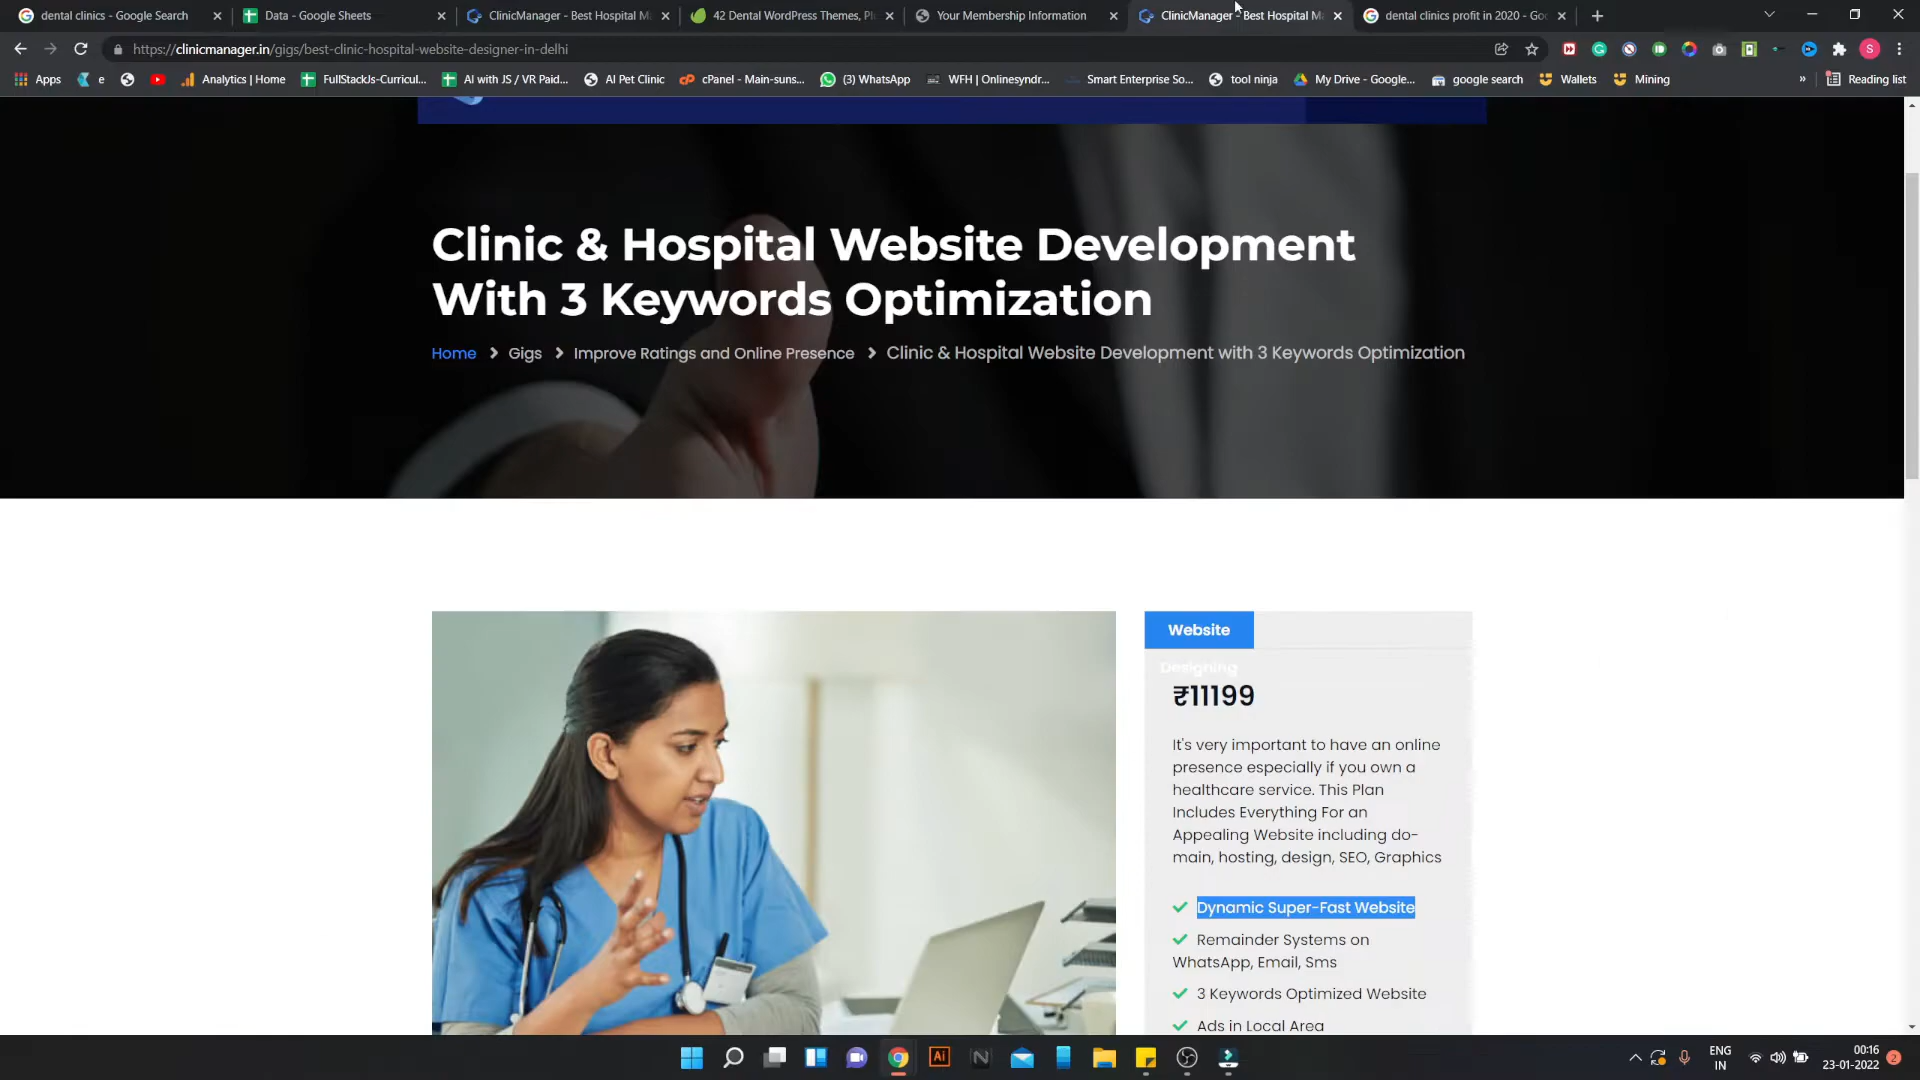 dental clinics - Google Search
Data - Google Sheets
ClinicManager - Best Hospital M
42 Dental WordPress Themes, Pl
Your Membership Information
ClinicManager - Best Hospital M
dental clinics profit in 2020 - Goo
https://clinicmanager.in/gigs/best-clinic-hospital-website-designer-in-delhi
S
Apps
e
Analytics | Home
FullStackJs-Curricul...
AI with JS / VR Paid...
AI Pet Clinic
cPanel - Main-suns...
(3) WhatsApp
WFH | Onlinesyndr...
Smart Enterprise So...
tool ninja
My Drive - Google...
google search
Wallets
Mining
»
Reading list
Clinic & Hospital Website Development
With 3 Keywords Optimization
Home > Gigs > Improve Ratings and Online Presence > Clinic & Hospital Website Development with 3 Keywords Optimization
Website
Designing
₹11199
It's very important to have an online
presence especially if you own a
healthcare service. This Plan
Includes Everything For an
Appealing Website including do-
main, hosting, design, SEO, Graphics
Dynamic Super-Fast Website
Remainder Systems on
WhatsApp, Email, Sms
3 Keywords Optimized Website
Ads in Local Area
Ai
N
ENG
IN
00:16
23-01-2022
2